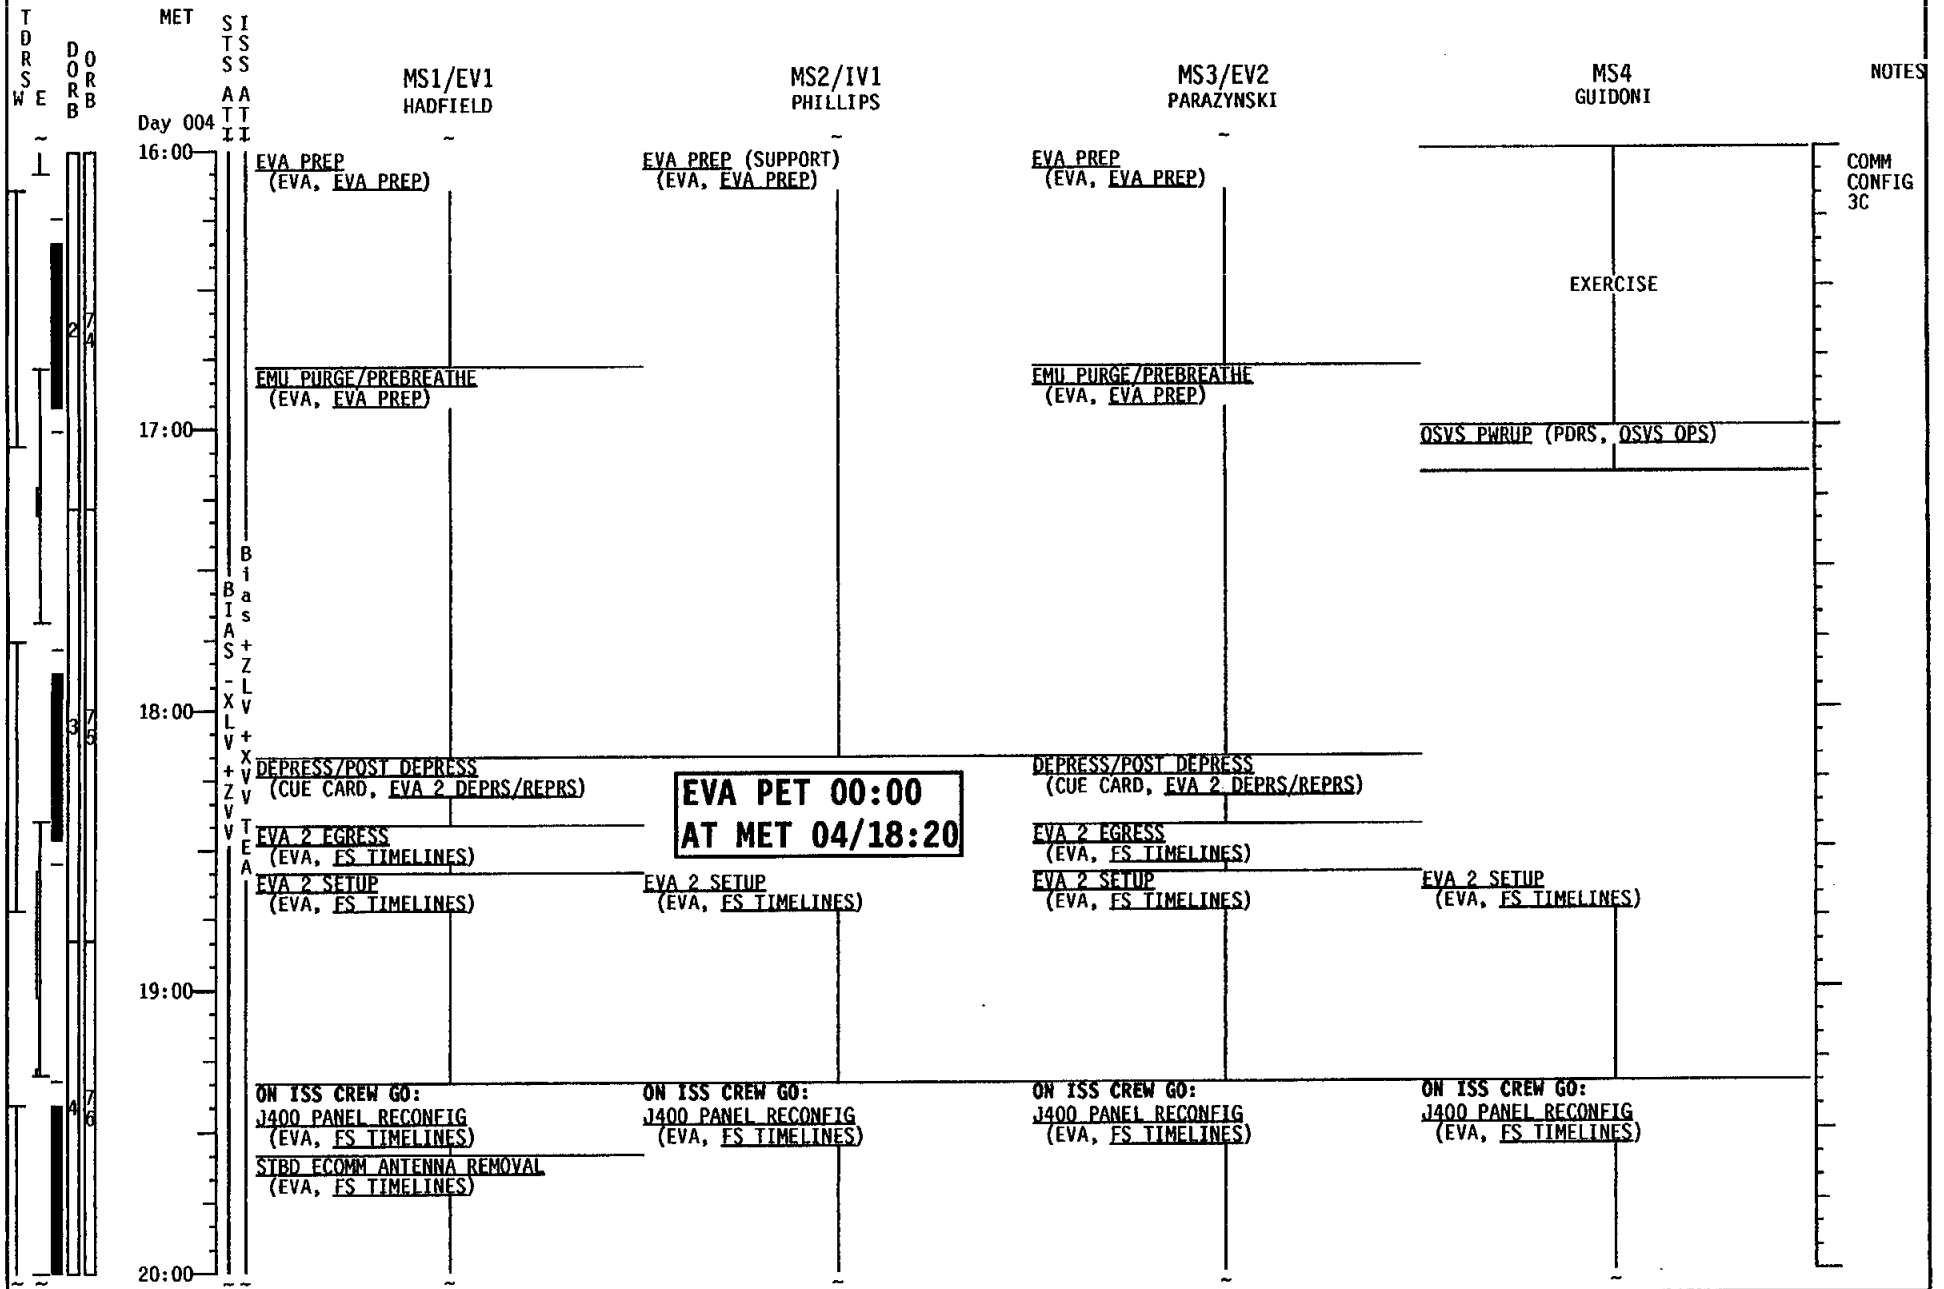 TDRS
W E
DORB
ORB
MET
STS ATT
ISS ATT
MS1/EV1
HADFIELD
MS2/IV1
PHILLIPS
MS3/EV2
PARAZYNSKI
MS4
GUIDONI
NOTES
Day 004
16:00
EVA PREP
(EVA, EVA PREP)
EVA PREP (SUPPORT)
(EVA, EVA PREP)
EVA PREP
(EVA, EVA PREP)
COMM
CONFIG
3C
EXERCISE
2
74
EMU PURGE/PREBREATHE
(EVA, EVA PREP)
EMU PURGE/PREBREATHE
(EVA, EVA PREP)
17:00
OSVS PWRUP (PDRS, OSVS OPS)
BIAS -XLV +ZVV
Bias +ZLV +XVV TEA
18:00
3
75
DEPRESS/POST DEPRESS
(CUE CARD, EVA 2 DEPRS/REPRS)
EVA PET 00:00
AT MET 04/18:20
DEPRESS/POST DEPRESS
(CUE CARD, EVA 2 DEPRS/REPRS)
EVA 2 EGRESS
(EVA, FS TIMELINES)
EVA 2 EGRESS
(EVA, FS TIMELINES)
EVA 2 SETUP
(EVA, FS TIMELINES)
EVA 2 SETUP
(EVA, FS TIMELINES)
EVA 2 SETUP
(EVA, FS TIMELINES)
EVA 2 SETUP
(EVA, FS TIMELINES)
19:00
4
76
ON ISS CREW GO:
J400 PANEL RECONFIG
(EVA, FS TIMELINES)
ON ISS CREW GO:
J400 PANEL RECONFIG
(EVA, FS TIMELINES)
ON ISS CREW GO:
J400 PANEL RECONFIG
(EVA, FS TIMELINES)
ON ISS CREW GO:
J400 PANEL RECONFIG
(EVA, FS TIMELINES)
STBD ECOMM ANTENNA REMOVAL
(EVA, FS TIMELINES)
20:00